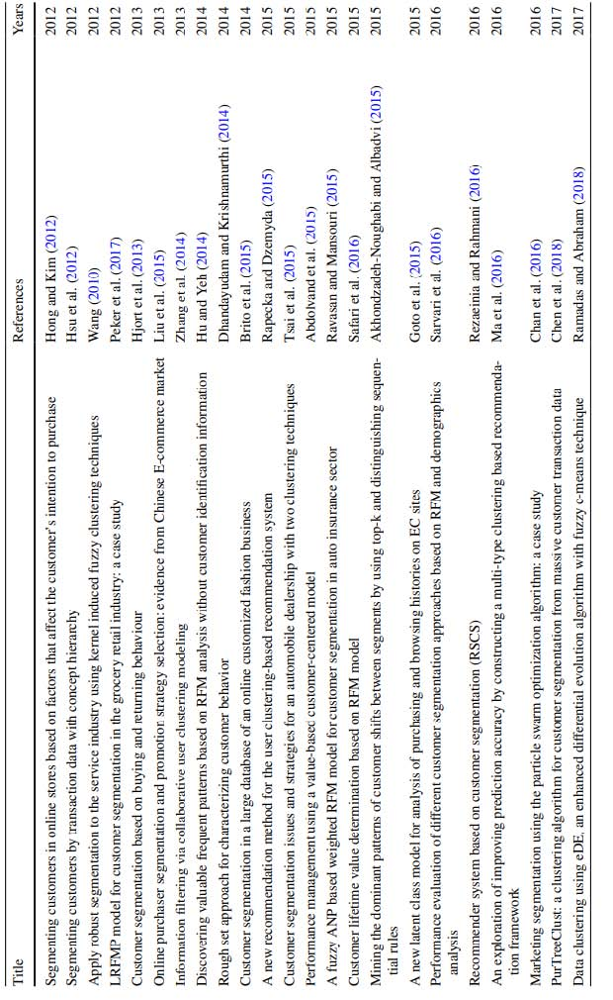 Title References Years
Segmenting customers in online stores based on factors that affect the customer's intention to purchase Hong and Kim (2012) 2012
Segmenting customers by transaction data with concept hierarchy Hsu et al. (2012) 2012
Apply robust segmentation to the service industry using kernel induced fuzzy clustering techniques Wang (2010) 2012
LRFMP model for customer segmentation in the grocery retail industry: a case study Peker et al. (2017) 2012
Customer segmentation based on buying and returning behaviour Hjort et al. (2013) 2013
Online purchaser segmentation and promotion strategy selection: evidence from Chinese E-commerce market Liu et al. (2015) 2013
Information filtering via collaborative user clustering modeling Zhang et al. (2014) 2013
Discovering valuable frequent patterns based on RFM analysis without customer identification information Hu and Yeh (2014) 2014
Rough set approach for characterizing customer behavior Dhandayudam and Krishnamurthi (2014) 2014
Customer segmentation in a large database of an online customized fashion business Brito et al. (2015) 2014
A new recommendation method for the user clustering-based recommendation system Rapecka and Dzemyda (2015) 2015
Customer segmentation issues and strategies for an automobile dealership with two clustering techniques Tsai et al. (2015) 2015
Performance management using a value-based customer-centered model Abdolvand et al. (2015) 2015
A fuzzy ANP based weighted RFM model for customer segmentation in auto insurance sector Ravasan and Mansouri (2015) 2015
Customer lifetime value determination based on RFM model Safari et al. (2016) 2015
Mining the dominant patterns of customer shifts between segments by using top-k and distinguishing sequen- Akhondzadeh-Noughabi and Albadvi (2015) 2015
tial rules
A new latent class model for analysis of purchasing and browsing histories on EC sites Goto et al. (2015) 2015
Performance evaluation of different customer segmentation approaches based on RFM and demographics Sarvari et al. (2016) 2016
analysis
Recommender system based on customer segmentation (RSCS) Rezaeinia and Rahmani (2016) 2016
An exploration of improving prediction accuracy by constructing a multi-type clustering based recommenda- Ma et al. (2016) 2016
tion framework
Marketing segmentation using the particle swarm optimization algorithm: a case study Chan et al. (2016) 2016
PurTreeClust: a clustering algorithm for customer segmentation from massive customer transaction data Chen et al. (2018) 2017
Data clustering using eDE, an enhanced differential evolution algorithm with fuzzy c-means technique Ramadas and Abraham (2018) 2017